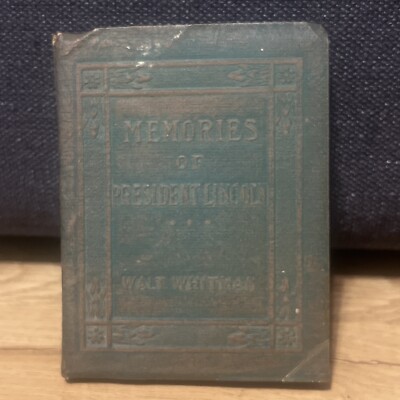 MEMORIES
OF
PRESIDENT LINCOLN
WALT WHITMAN